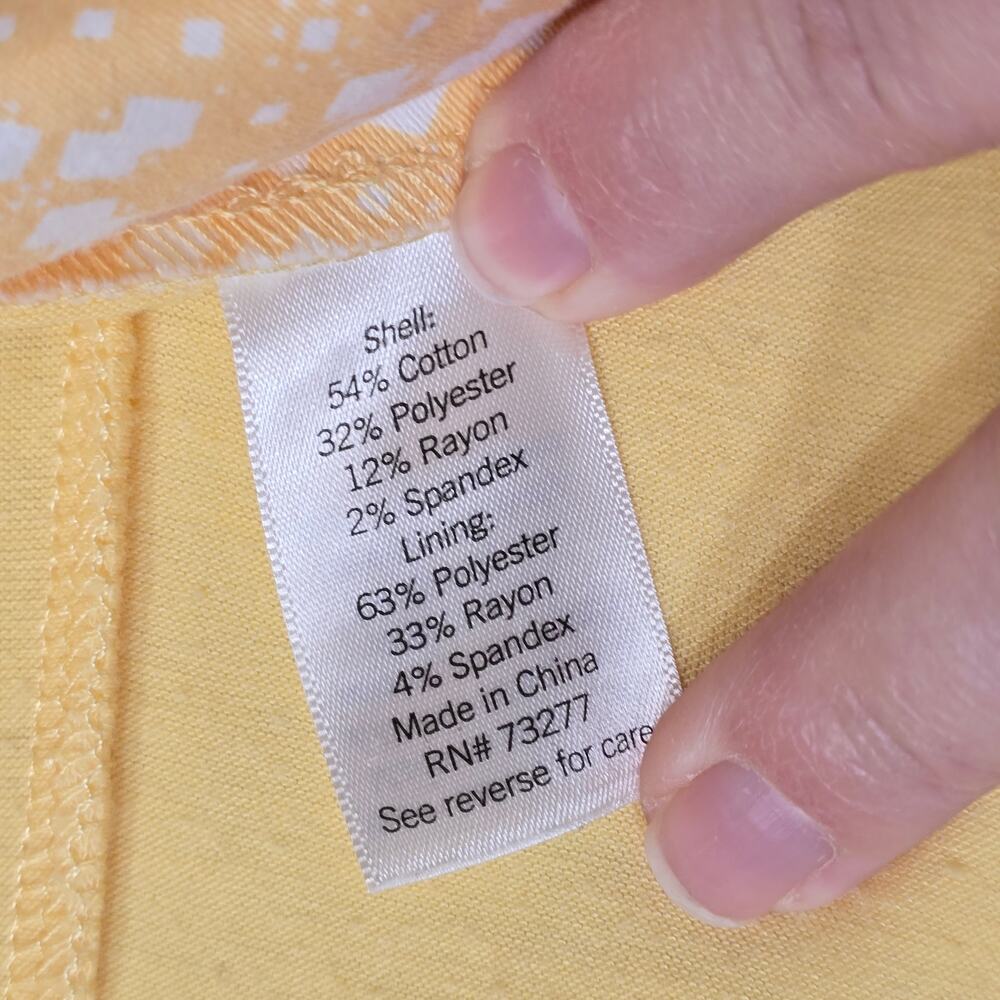 Shell:
54% Cotton
32% Polyester
12% Rayon
2% Spandex
Lining:
63% Polyester
33% Rayon
4% Spandex
Made in China
RN# 73277
See reverse for care